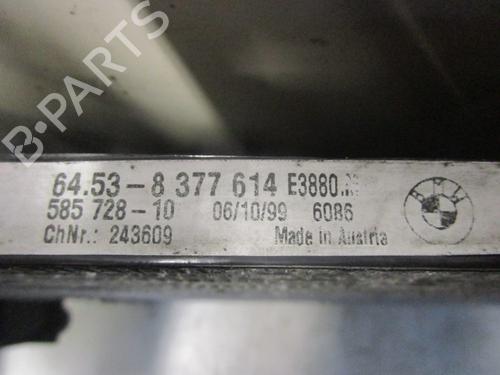 B-PARTS
64.53-8 377 614 E3880
585 728-10 06/10/99 6086
ChNr.: 243609 Made in Austria
BMW